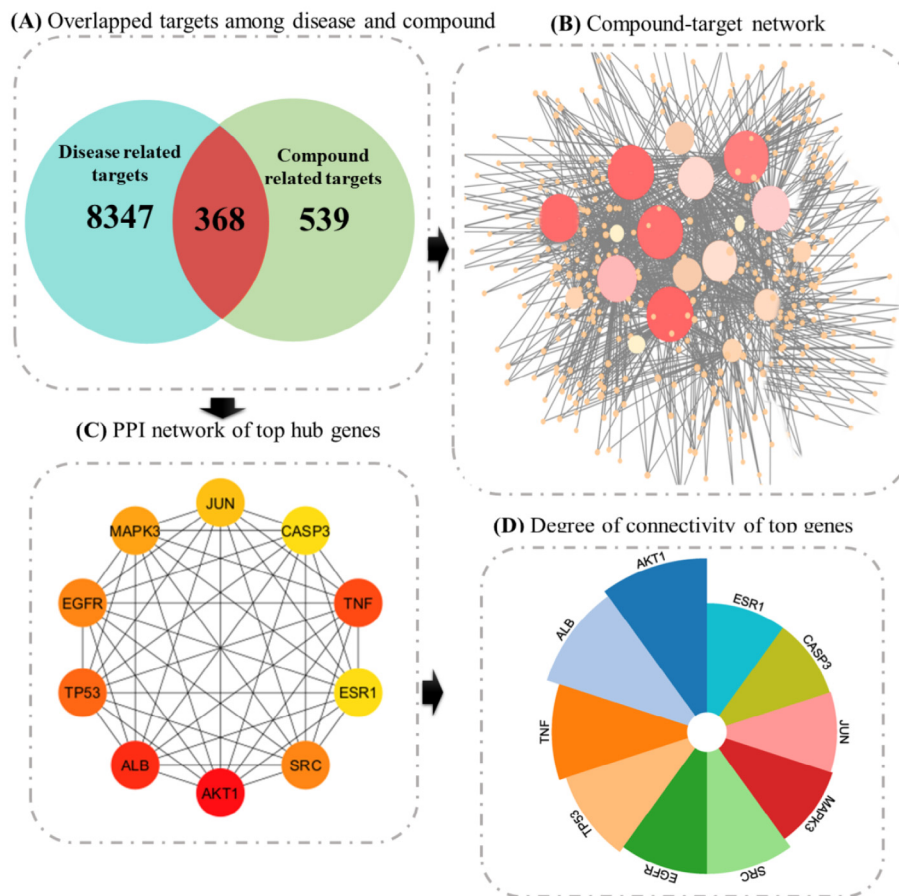 (A) Overlapped targets among disease and compound
Disease related
targets
8347
368
Compound
related targets
539
(B) Compound-target network
(C) PPI network of top hub genes
JUN
MAPK3
CASP3
EGFR
TNF
TP53
ESR1
ALB
SRC
AKT1
(D) Degree of connectivity of top genes
AKT1
ESR1
ALB
CASP3
TNF
JUN
TP53
MAPK3
EGFR
SRC